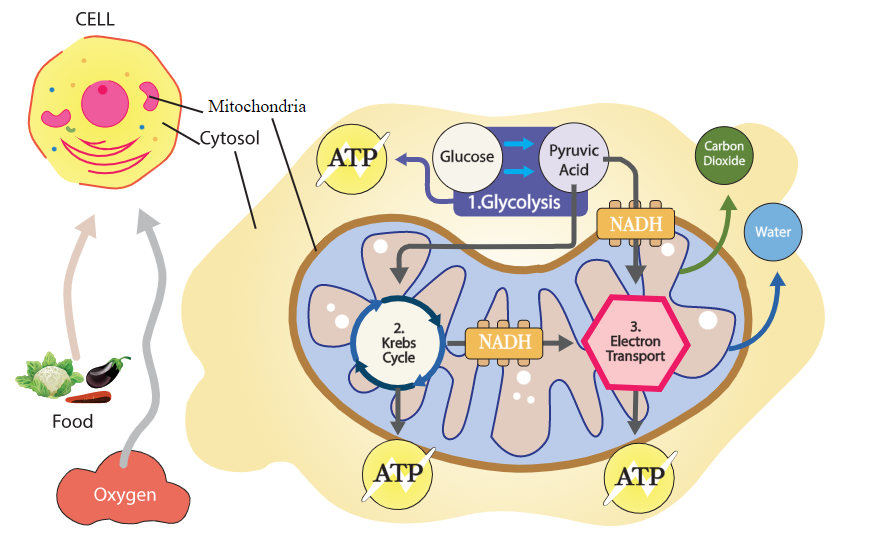 CELL
Mitochondria
Cytosol
ATP
Glucose
Pyruvic
Acid
1.Glycolysis
Carbon
Dioxide
NADH
Water
2.
Krebs
Cycle
NADH
3.
Electron
Transport
Food
ATP
ATP
Oxygen